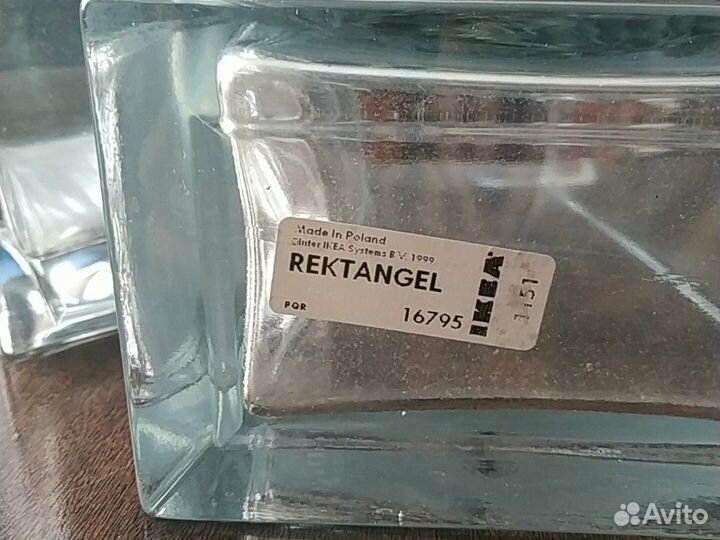 Made In Poland
©Inter IKEA Systems B.V. 1999
REKTANGEL
PQR 16795
IKEA
1151
Avito